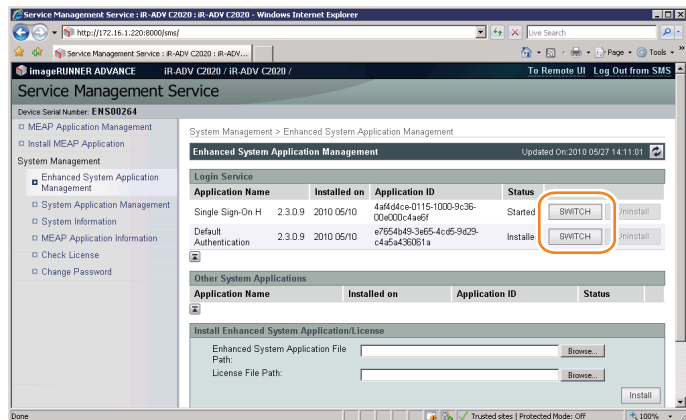 Service Management Service : iR-ADV C2020 : iR-ADV C2020 - Windows Internet Explorer
http://172.16.1.220:8000/sms/
Live Search
Service Management Service : iR-ADV C2020 : iR-ADV...
Page
Tools
imageRUNNER ADVANCE iR-ADV C2020 / iR-ADV C2020 /
To Remote UI Log Out from SMS
Service Management Service
Device Serial Number: ENS00264
MEAP Application Management
Install MEAP Application
System Management
Enhanced System Application Management
System Application Management
System Information
MEAP Application Information
Check License
Change Password
System Management > Enhanced System Application Management
Enhanced System Application Management Updated On:2010 05/27 14:11:01
Login Service
Application Name Installed on Application ID Status
Single Sign-On H 2.3.0.9 2010 05/10 4af4d4ce-0115-1000-9c36-00e000c4ae6f Started SWITCH Uninstall
Default Authentication 2.3.0.9 2010 05/10 e7654b49-3e65-4cd5-9d29-c4a5a436061a Installe SWITCH Uninstall
Other System Applications
Application Name Installed on Application ID Status
Install Enhanced System Application/License
Enhanced System Application File Path: Browse...
License File Path: Browse...
Install
Done
Trusted sites | Protected Mode: Off
100%